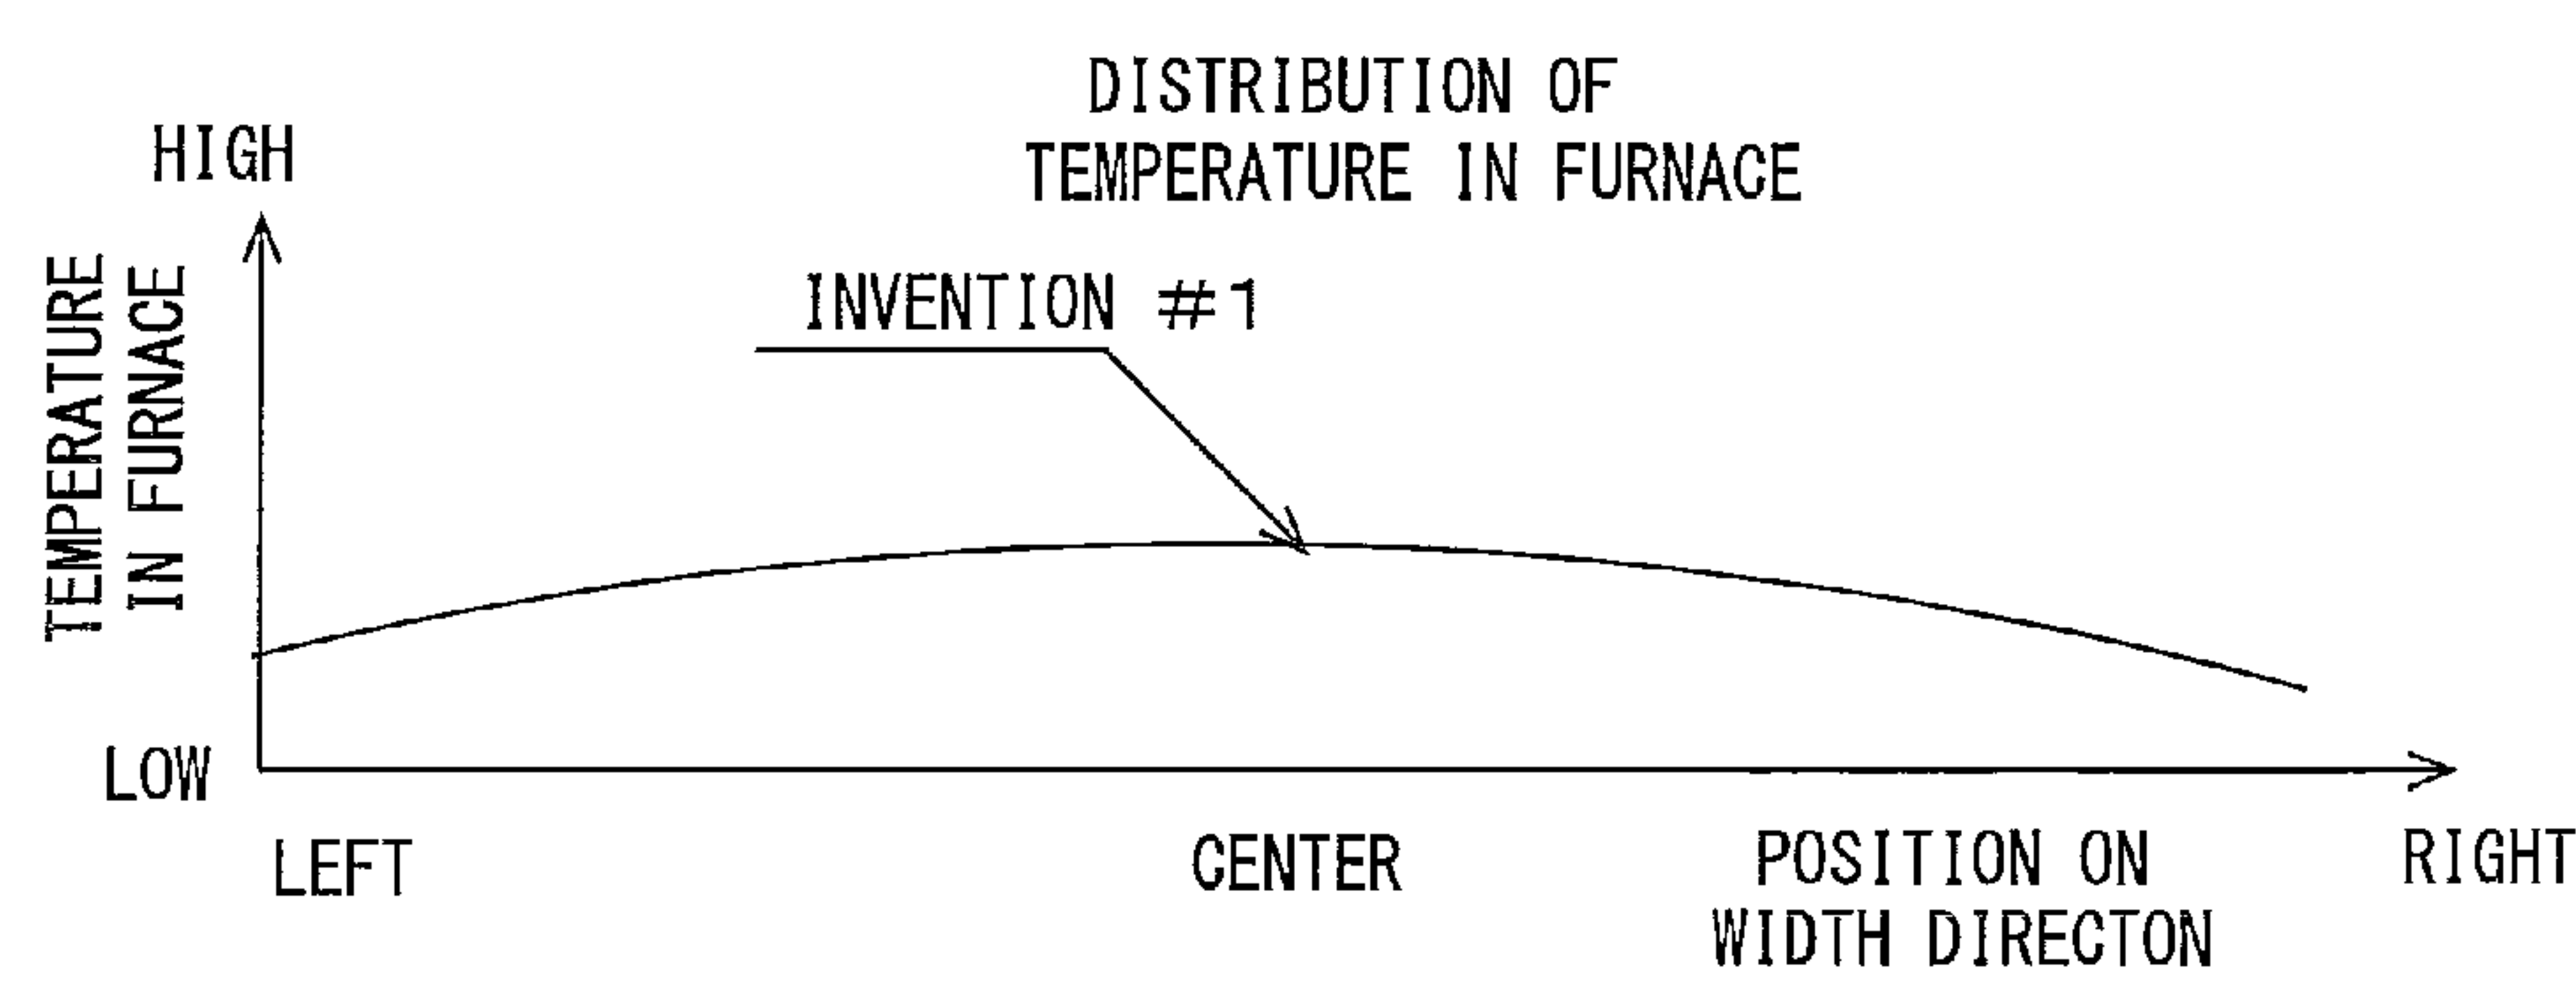 DISTRIBUTION OF
TEMPERATURE IN FURNACE
HIGH
TEMPERATURE
IN FURNACE
INVENTION #1
LOW
LEFT
CENTER
POSITION ON
WIDTH DIRECTON
RIGHT